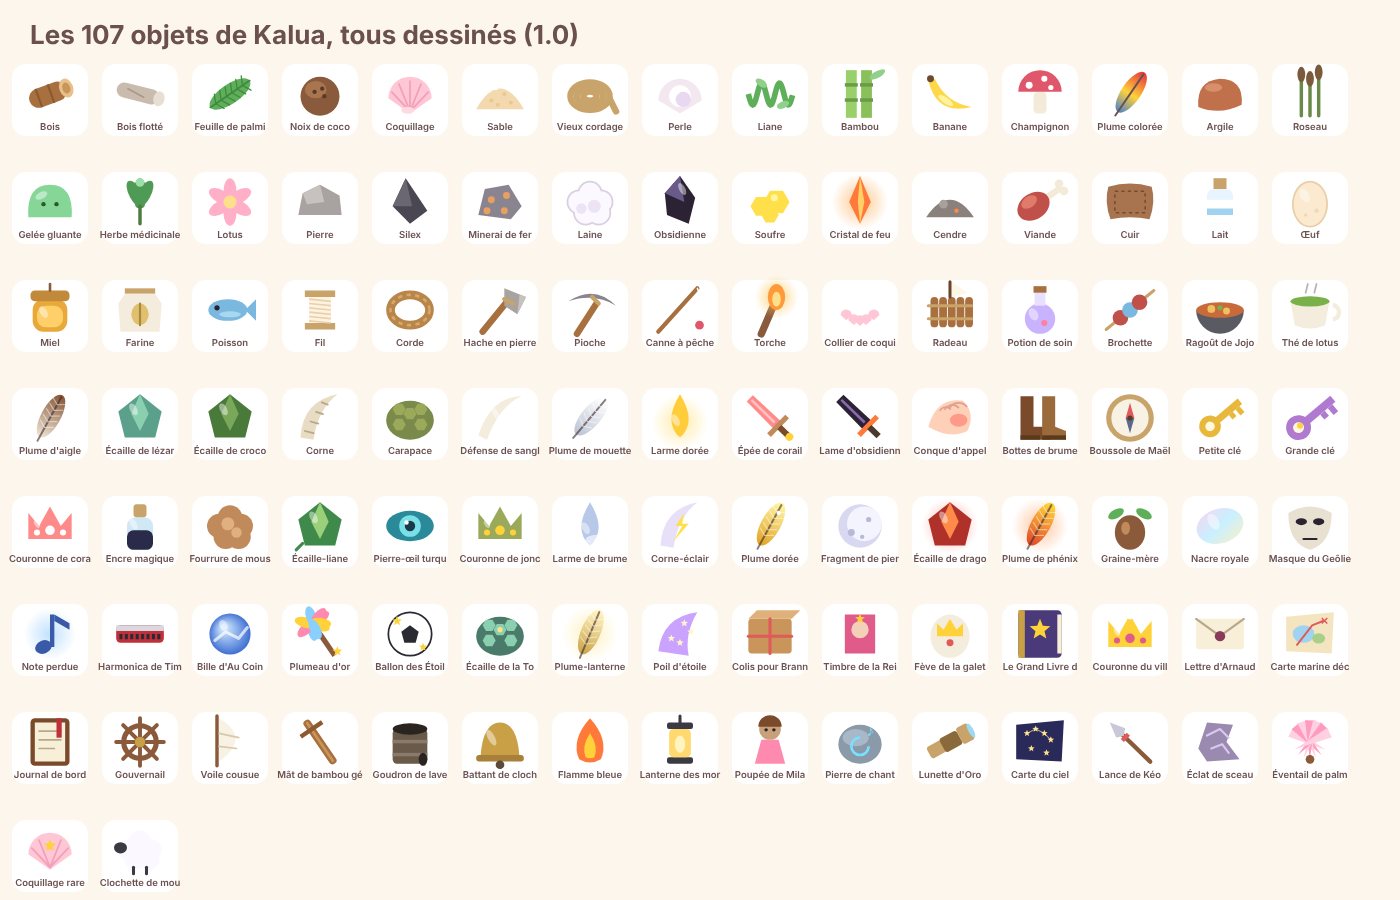 Les 107 objets de Kalua, tous dessinés (1.0)
Bois Bois flotté Feuille de palmi Noix de coco Coquillage Sable Vieux cordage Perle Liane Bambou Banane Champignon Plume colorée Argile Roseau
Gelée gluante Herbe médicinale Lotus Pierre Silex Minerai de fer Laine Obsidienne Soufre Cristal de feu Cendre Viande Cuir Lait Œuf
Miel Farine Poisson Fil Corde Hache en pierre Pioche Canne à pêche Torche Collier de coqui Radeau Potion de soin Brochette Ragoût de Jojo Thé de lotus
Plume d'aigle Écaille de lézar Écaille de croco Corne Carapace Défense de sangl Plume de mouette Larme dorée Épée de corail Lame d'obsidienn Conque d'appel Bottes de brume Boussole de Maël Petite clé Grande clé
Couronne de cora Encre magique Fourrure de mous Écaille-liane Pierre-œil turqu Couronne de jonc Larme de brume Corne-éclair Plume dorée Fragment de pier Écaille de drago Plume de phénix Graine-mère Nacre royale Masque du Geôlie
Note perdue Harmonica de Tim Bille d'Au Coin Plumeau d'or Ballon des Étoil Écaille de la To Plume-lanterne Poil d'étoile Colis pour Brann Timbre de la Rei Fève de la galet Le Grand Livre d Couronne du vill Lettre d'Arnaud Carte marine déc
Journal de bord Gouvernail Voile cousue Mât de bambou gé Goudron de lave Battant de cloch Flamme bleue Lanterne des mor Poupée de Mila Pierre de chant Lunette d'Oro Carte du ciel Lance de Kéo Éclat de sceau Éventail de palm
Coquillage rare Clochette de mou